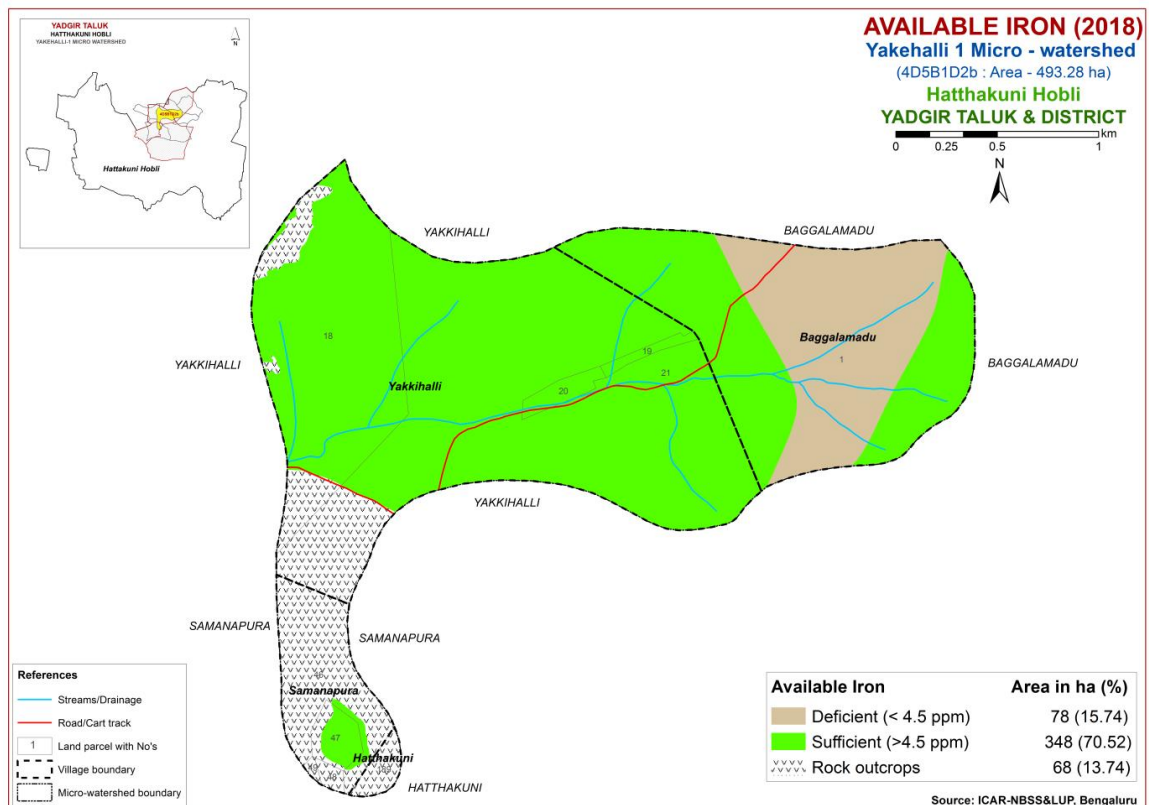 YADGIR TALUK
HATTHAKUNI HOBLI
YAKEHALLI-1 MICRO WATERSHED
N
4D5B1D2b
Hattakuni Hobli
AVAILABLE IRON (2018)
Yakehalli 1 Micro - watershed
(4D5B1D2b : Area - 493.28 ha)
Hatthakuni Hobli
YADGIR TALUK & DISTRICT
km
0 0.25 0.5 1
N
YAKKIHALLI
BAGGALAMADU
18
YAKKIHALLI
Yakkihalli
19
20
21
Baggalamadu
1
BAGGALAMADU
YAKKIHALLI
SAMANAPURA
SAMANAPURA
Samanapura
47
Hatthakuni
48
HATTHAKUNI
References
Streams/Drainage
Road/Cart track
1 Land parcel with No's
Village boundary
Micro-watershed boundary
Available Iron Area in ha (%)
Deficient (< 4.5 ppm) 78 (15.74)
Sufficient (>4.5 ppm) 348 (70.52)
Rock outcrops 68 (13.74)
Source: ICAR-NBSS&LUP, Bengaluru